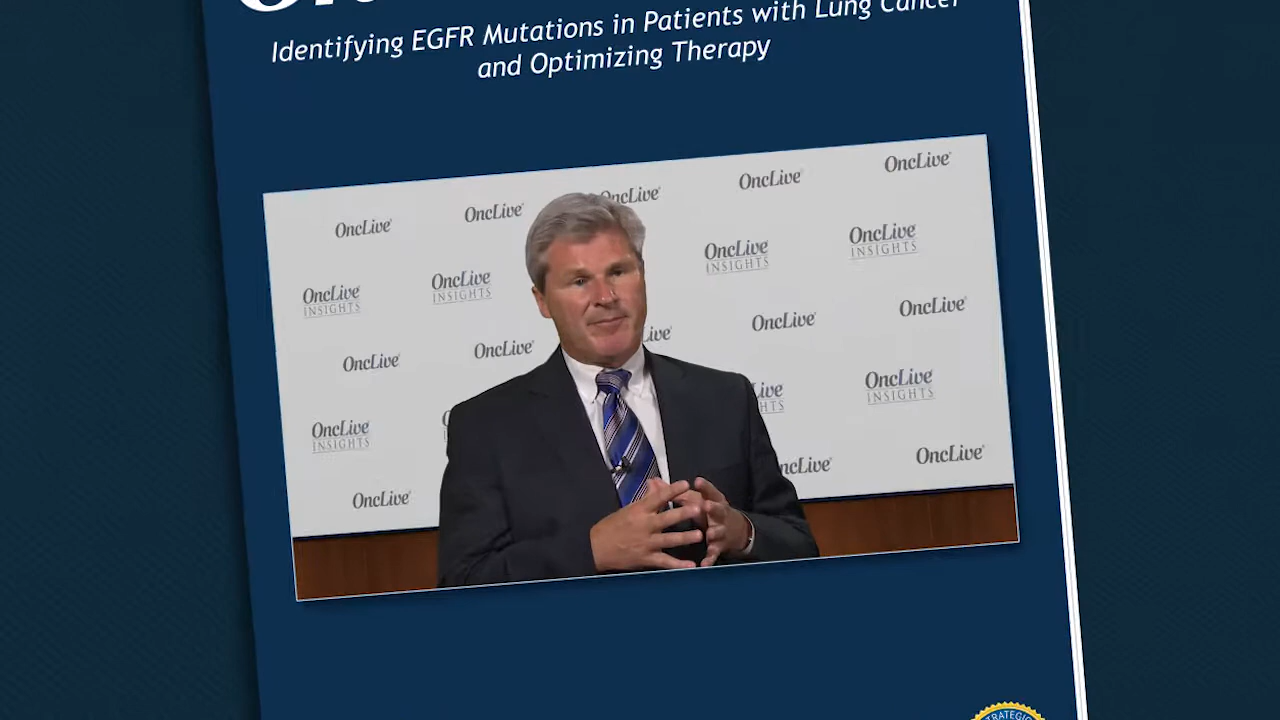 Identifying EGFR Mutations in Patients with Lung Cancer
and Optimizing Therapy
OncLive®
OncLive®
OncLive®
OncLive®
OncLive®
OncLive
INSIGHTS
OncLive
INSIGHTS
OncLive
INSIGHTS
OncLive
INSIGHTS
OncLive®
OncLive®
OncLive®
OncLive®
OncLive
INSIGHTS
OncLive
INSIGHTS
OncLive®
OncLive®
STRATEGIC